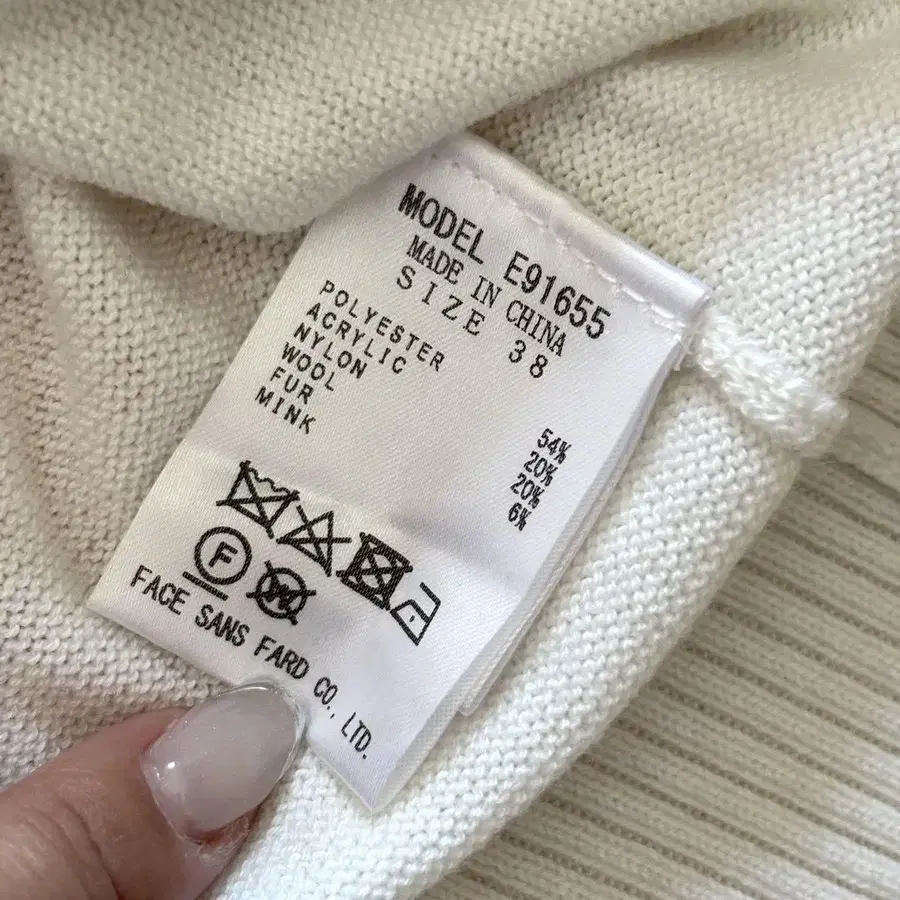 MODEL E91655
MADE IN CHINA
SIZE 38
POLYESTER 54%
ACRYLIC 20%
NYLON 20%
WOOL 6%
FUR
MINK
F
W
FACE SANS FARD CO., LTD.